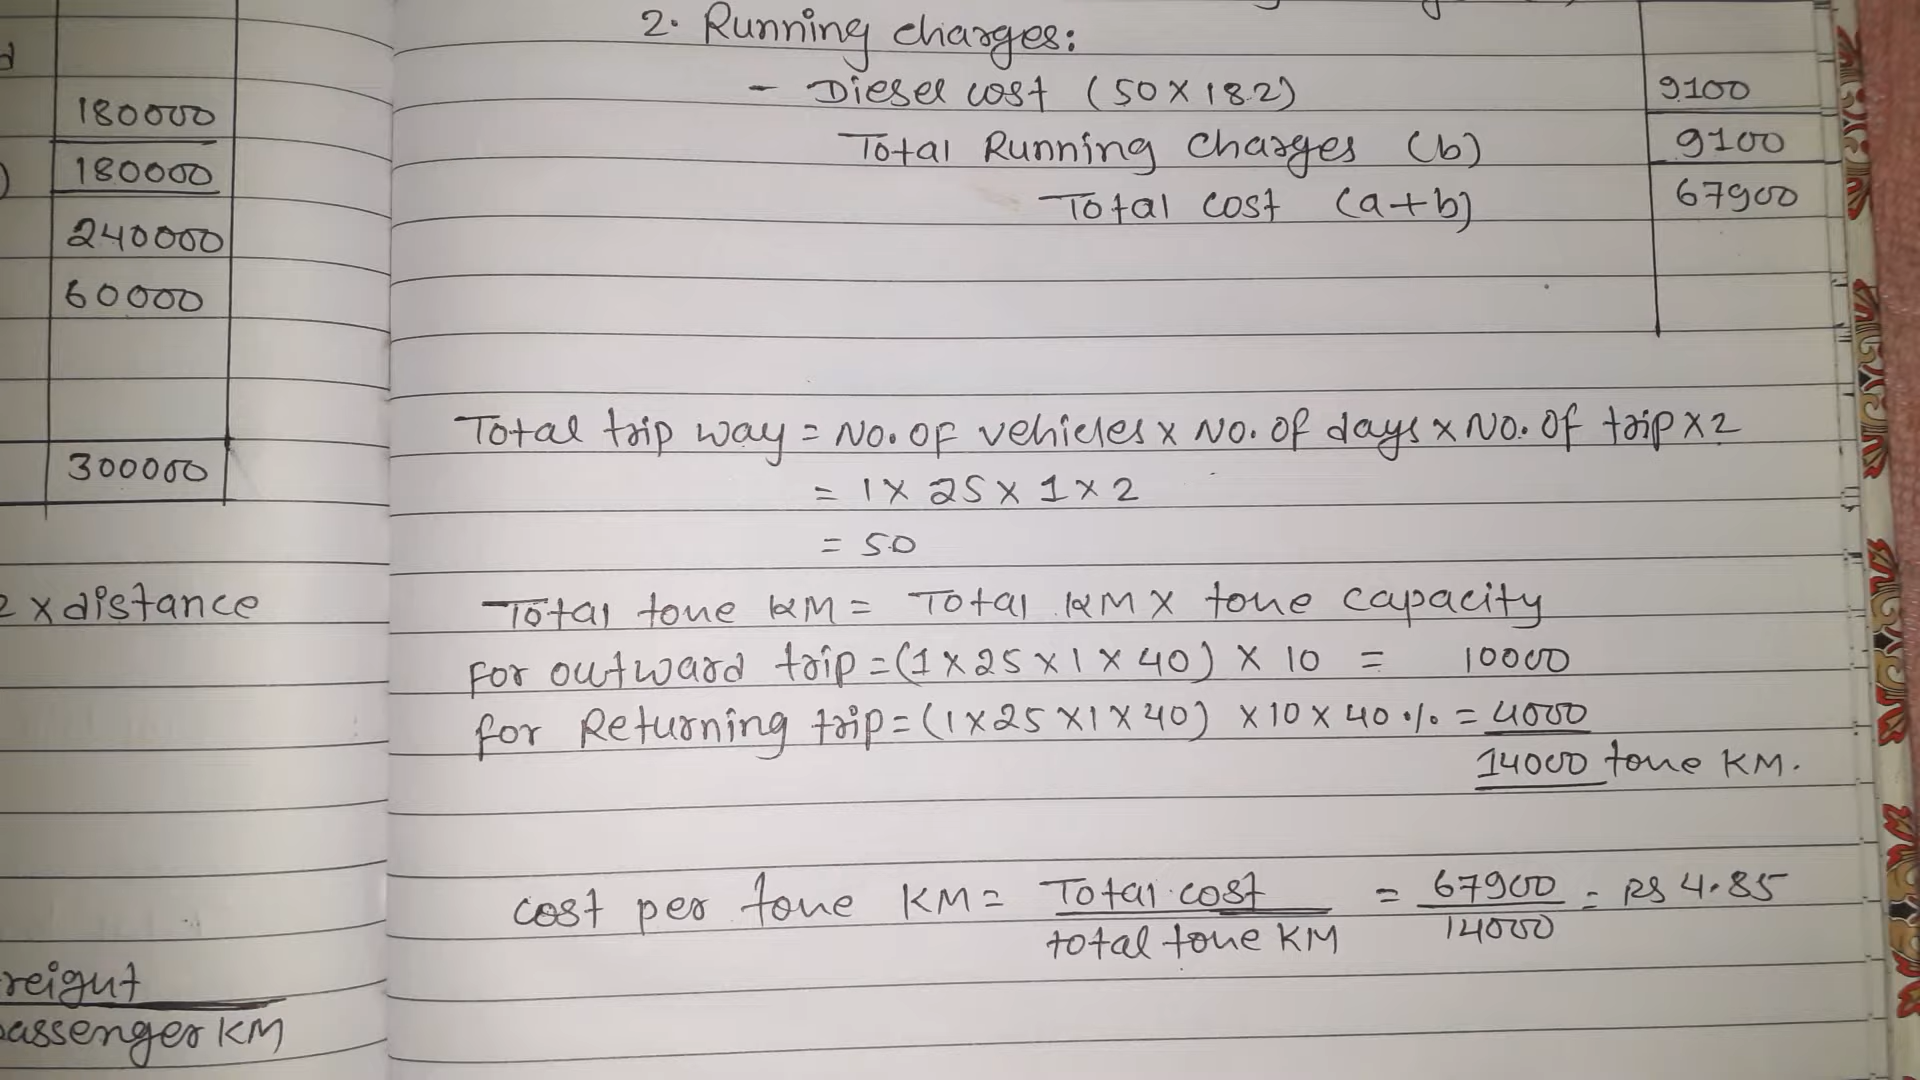 d
180000
)
180000
240000
60000
300000
2 x distance
reight
passenger KM
2. Running charges:
- Diesel cost (50 X 182) 9100
Total Running charges (b) 9100
Total cost (a+b) 67900
Total trip way = No. OF vehicles x No. Of days x No. Of trip X 2
= 1 X 25 X 1 X 2
= 50
Total tone KM = Total KM X tone capacity
For outward trip = (1 X 25 X 1 X 40) X 10 = 10000
for Returning trip = (1 X 25 X 1 X 40) X 10 X 40 % = 4000
14000 tone KM.
cost per tone KM = Total cost / total tone KM = 67900 / 14000 = RS 4.85